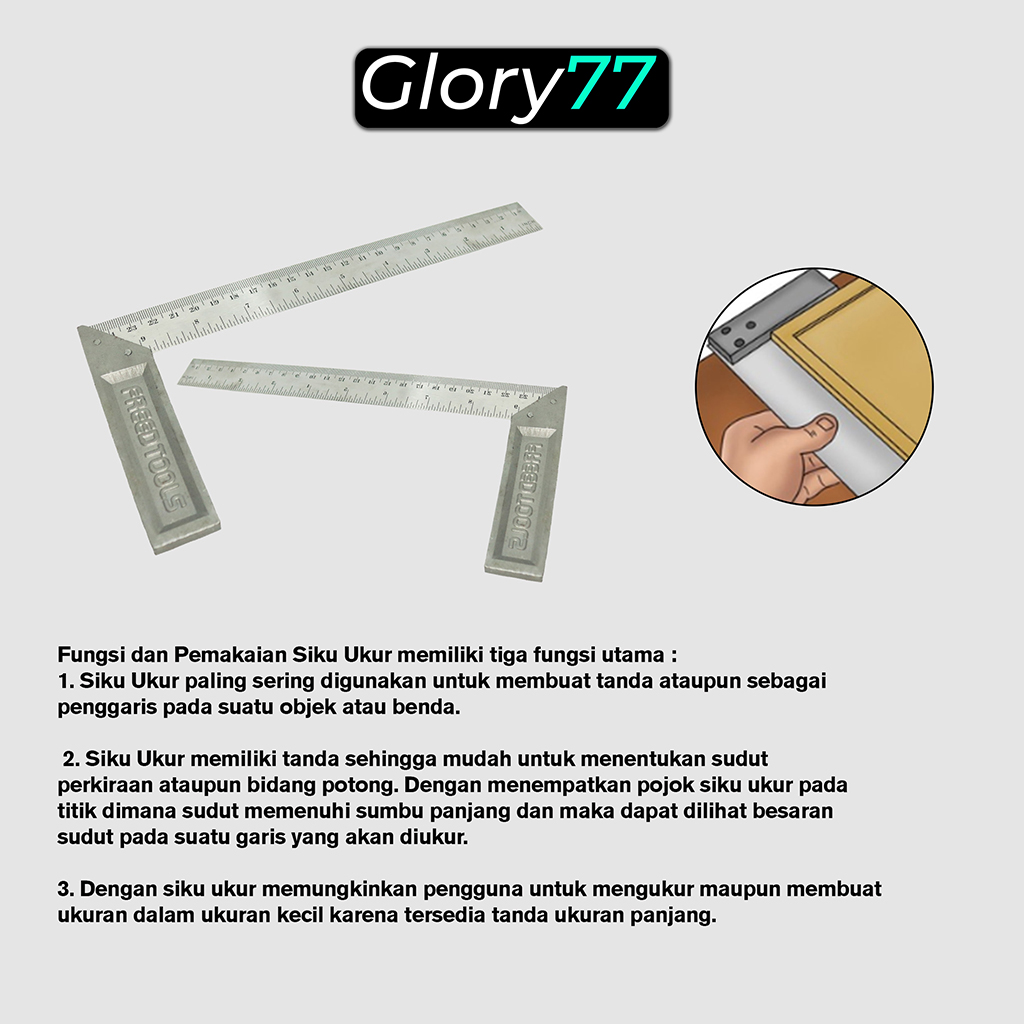 Glory77
FREEDTOOLS
Fungsi dan Pemakaian Siku Ukur memiliki tiga fungsi utama :
1. Siku Ukur paling sering digunakan untuk membuat tanda ataupun sebagai
penggaris pada suatu objek atau benda.
2. Siku Ukur memiliki tanda sehingga mudah untuk menentukan sudut
perkiraan ataupun bidang potong. Dengan menempatkan pojok siku ukur pada
titik dimana sudut memenuhi sumbu panjang dan maka dapat dilihat besaran
sudut pada suatu garis yang akan diukur.
3. Dengan siku ukur memungkinkan pengguna untuk mengukur maupun membuat
ukuran dalam ukuran kecil karena tersedia tanda ukuran panjang.